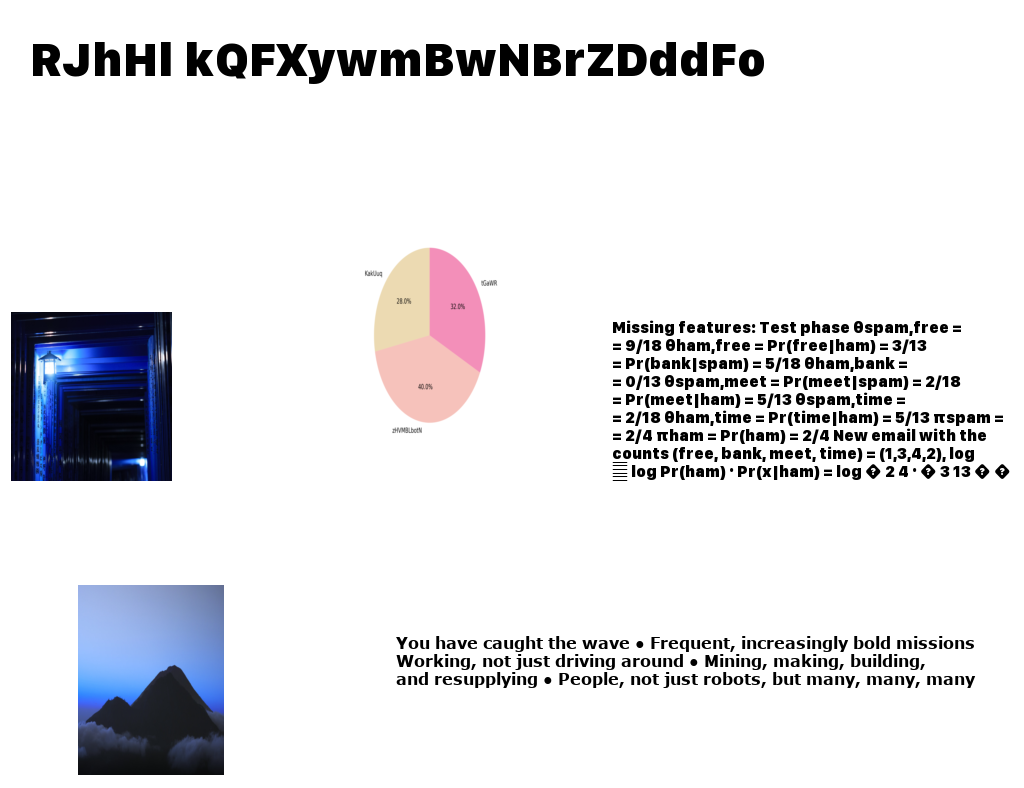 RJhHl kQFXywmBwNBrZDddFo
KakUuq
tGaWR
28.0%
32.0%
40.0%
zHVMBLbotN
Missing features: Test phase θspam,free =
= 9/18 θham,free = Pr(free|ham) = 3/13
= Pr(bank|spam) = 5/18 θham,bank =
= 0/13 θspam,meet = Pr(meet|spam) = 2/18
= Pr(meet|ham) = 5/13 θspam,time =
= 2/18 θham,time = Pr(time|ham) = 5/13 πspam =
= 2/4 πham = Pr(ham) = 2/4 New email with the
counts (free, bank, meet, time) = (1,3,4,2), log
log Pr(ham) · Pr(x|ham) = log � 2 4 · � 3 13 � �
You have caught the wave ● Frequent, increasingly bold missions
Working, not just driving around ● Mining, making, building,
and resupplying ● People, not just robots, but many, many, many